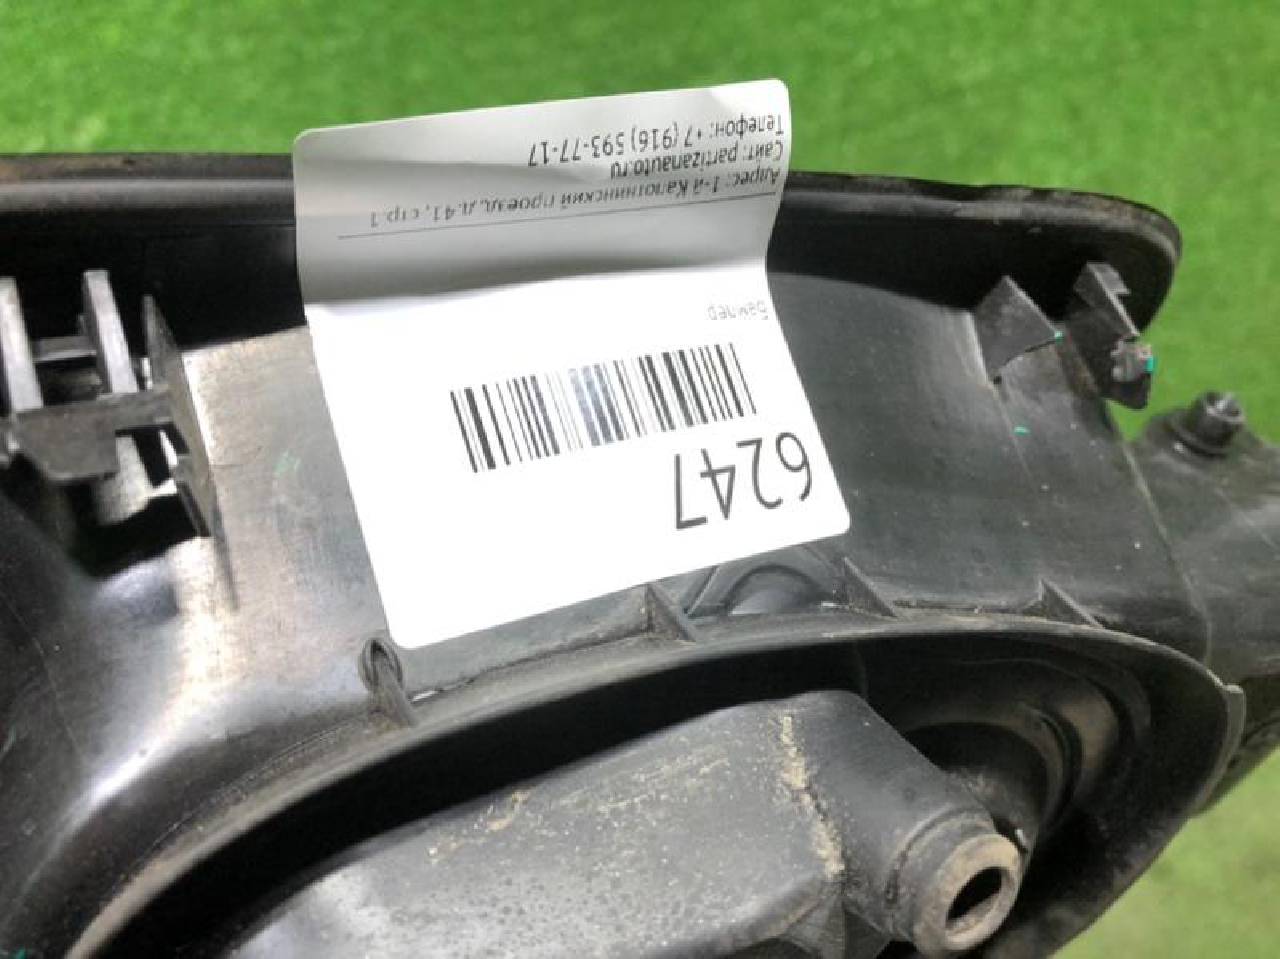 6247
Бампер
Адрес: 1-й Капотнинский проезд, д.41, стр.1
Сайт: partizanauto.ru
Телефон: +7 (916) 593-77-17